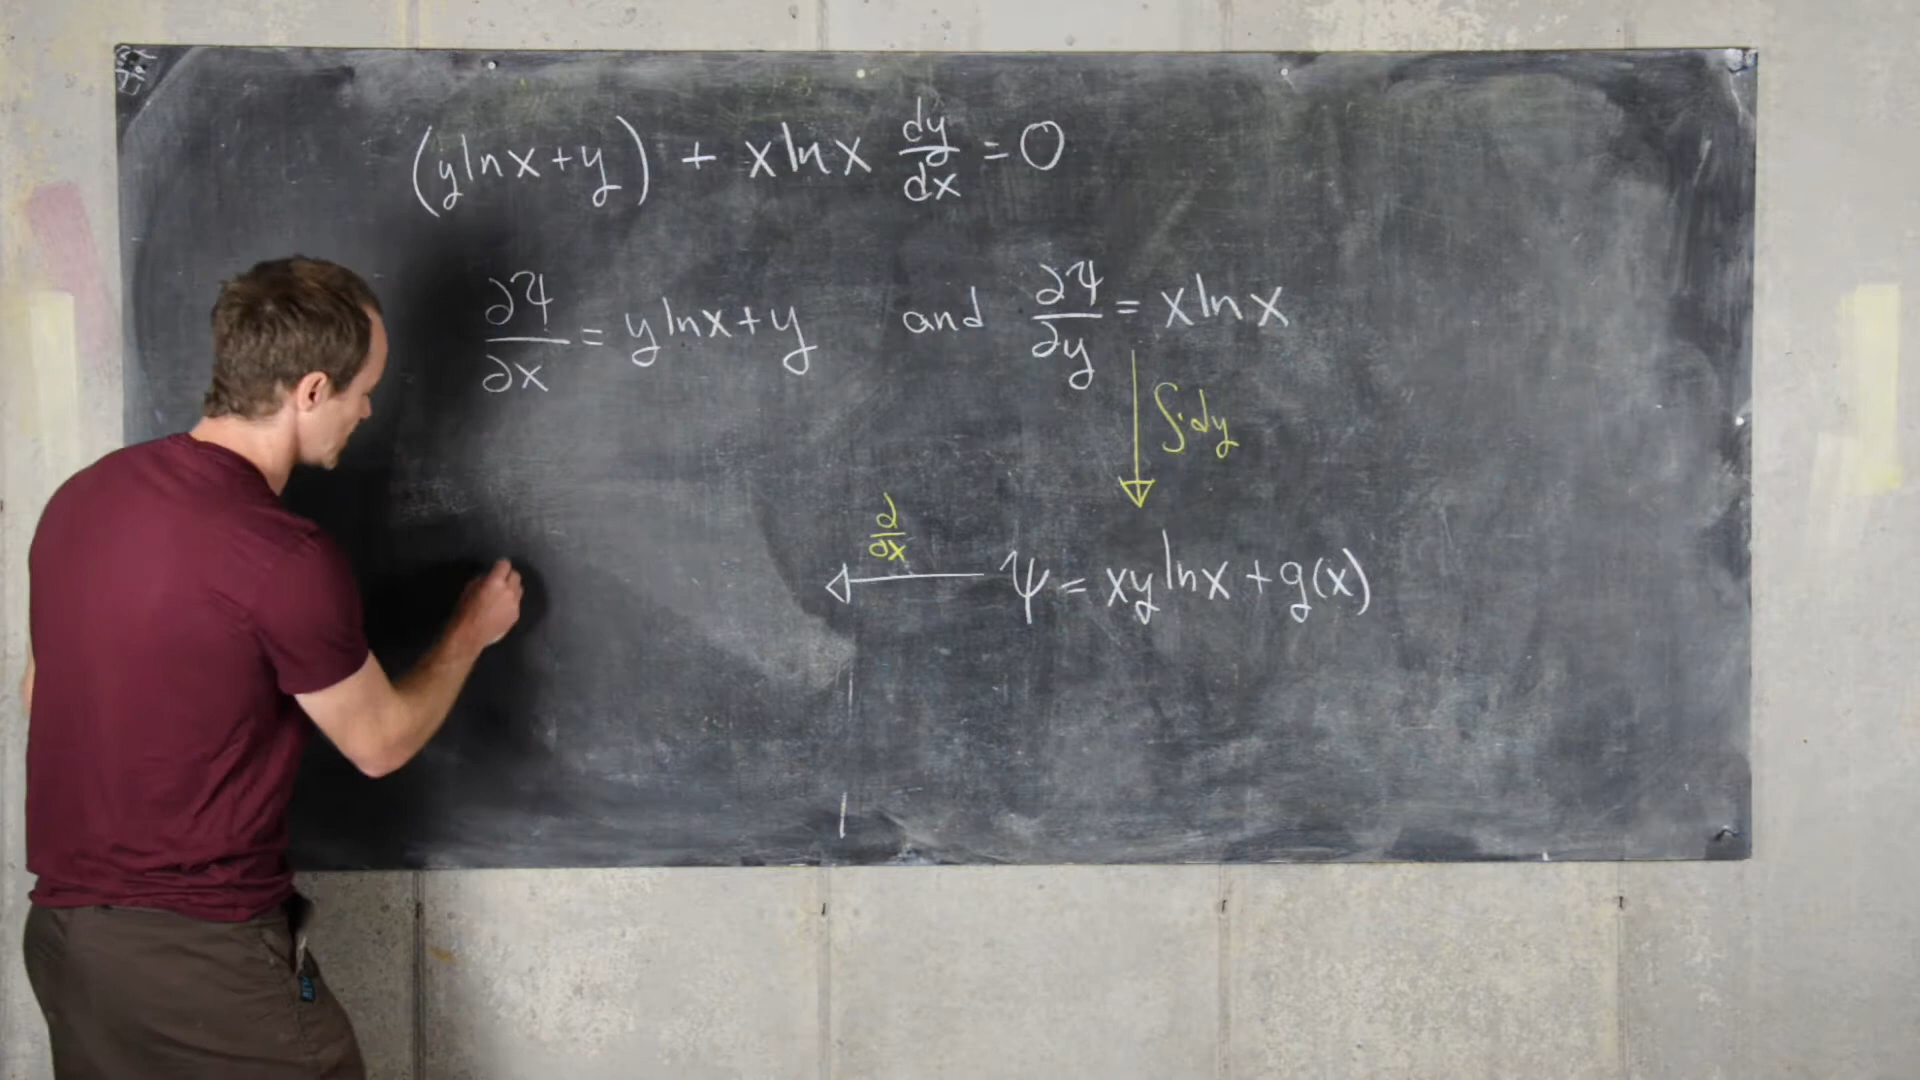 (y ln x + y) + x ln x dy/dx = 0
∂Ψ/∂x = y ln x + y and ∂Ψ/∂y = x ln x
∫ · dy
∂/∂x
Ψ = xy ln x + g(x)